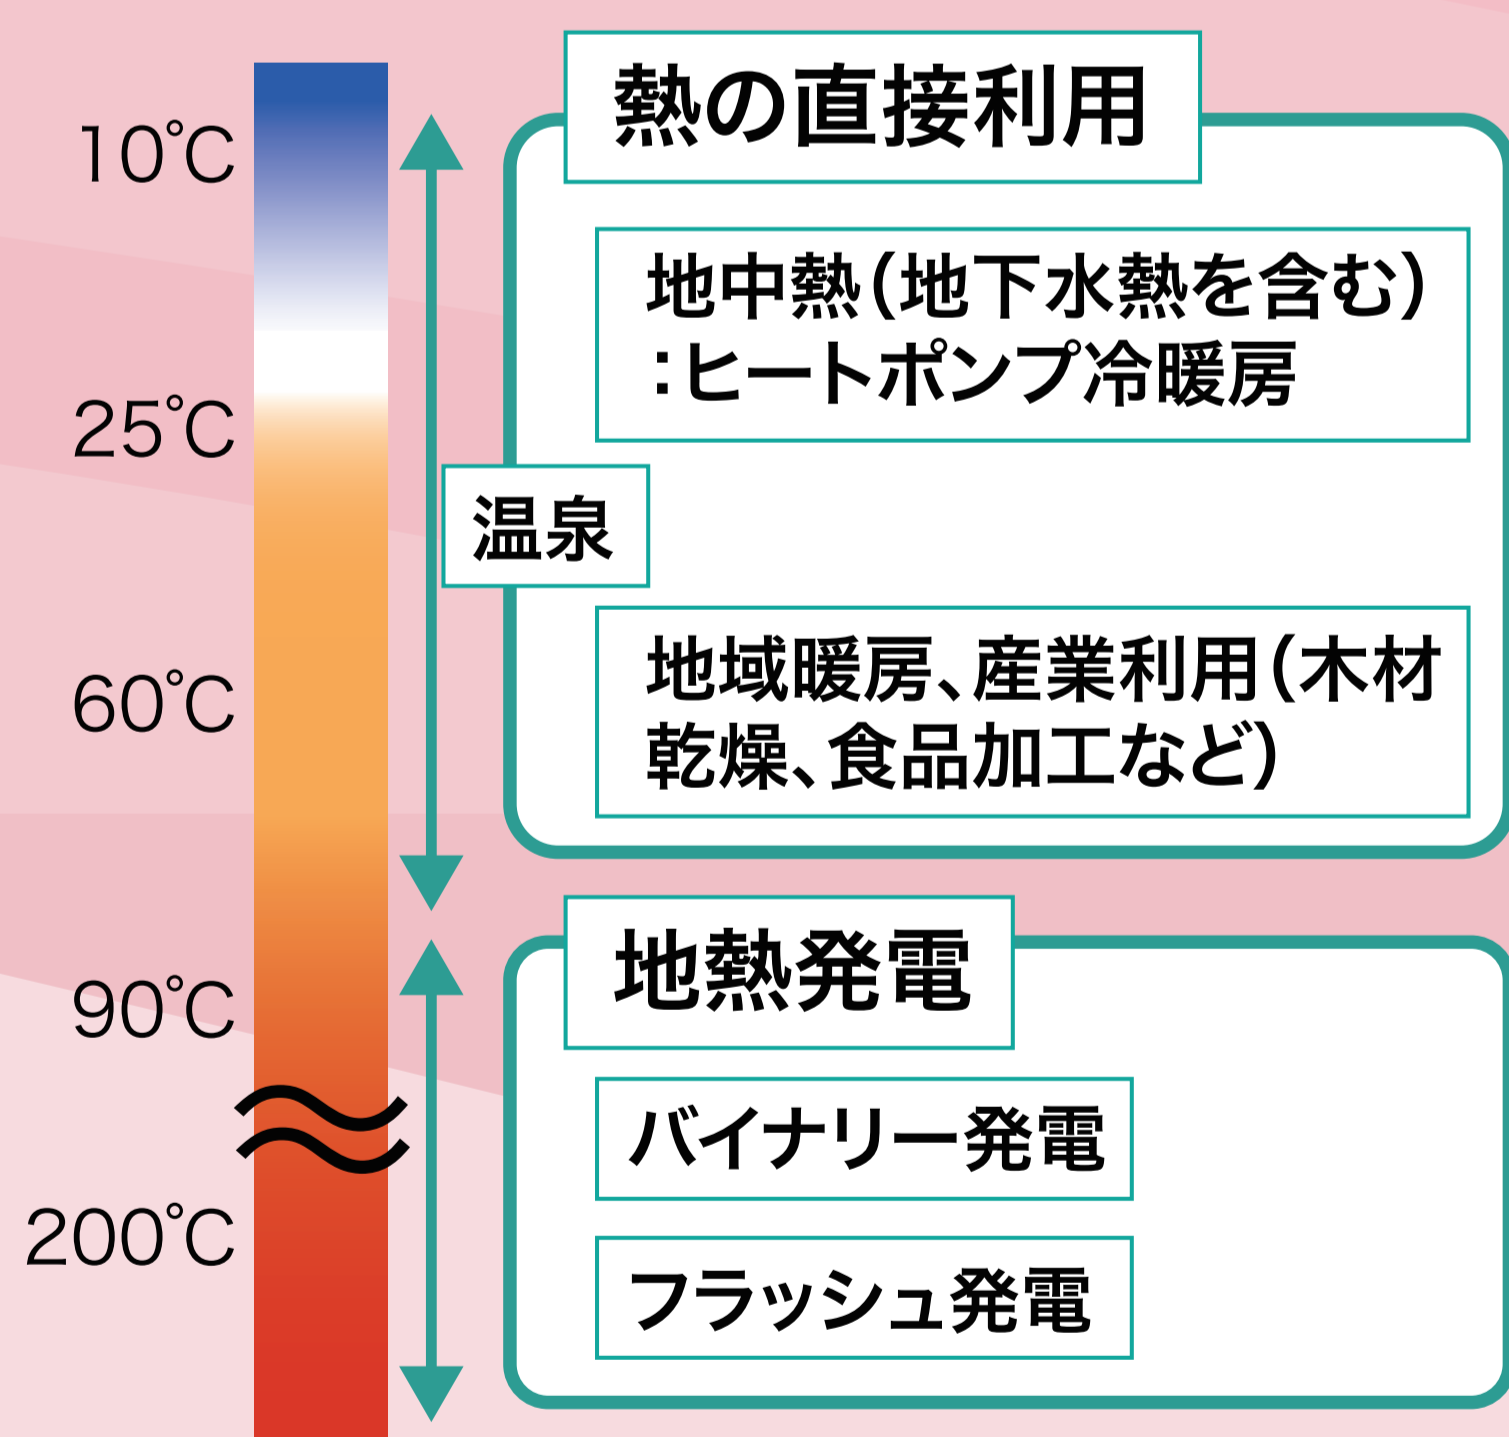 10℃
25℃
60℃
90℃
200℃
熱の直接利用
地中熱（地下水熱を含む）
：ヒートポンプ冷暖房
温泉
地域暖房、産業利用（木材
乾燥、食品加工など）
地熱発電
バイナリー発電
フラッシュ発電